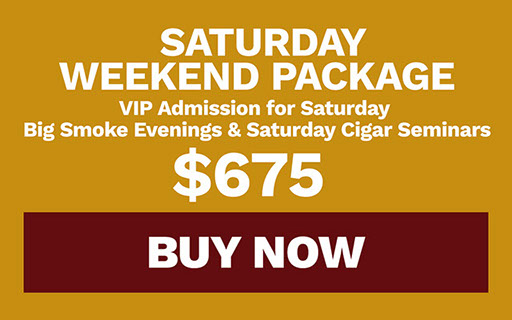 SATURDAY
WEEKEND PACKAGE
VIP Admission for Saturday
Big Smoke Evenings & Saturday Cigar Seminars
$675
BUY NOW